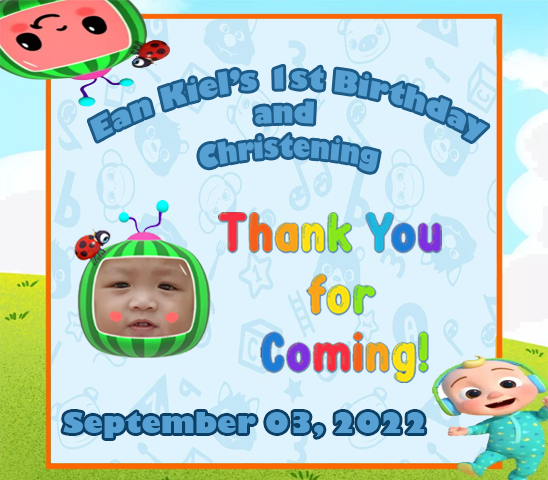 Ean Kiel's 1st Birthday
and
Christening
Thank You
for
Coming!
September 03, 2022